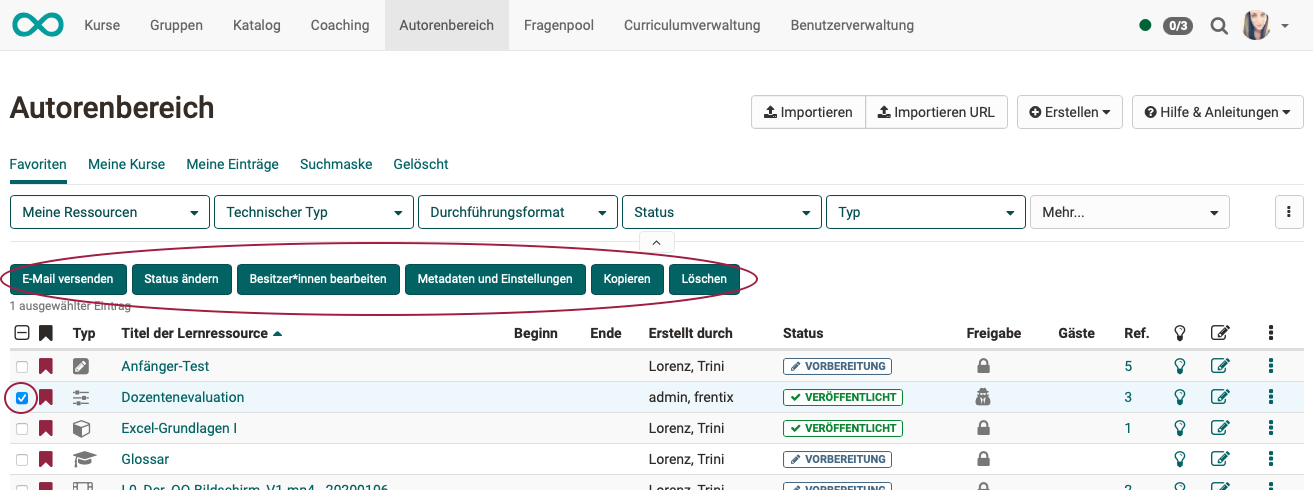 Kurse Gruppen Katalog Coaching Autorenbereich Fragenpool Curriculumverwaltung Benutzerverwaltung 0/3
Autorenbereich Importieren Importieren URL Erstellen Hilfe & Anleitungen
Favoriten Meine Kurse Meine Einträge Suchmaske Gelöscht
Meine Ressourcen Technischer Typ Durchführungsformat Status Typ Mehr...
E-Mail versenden Status ändern Besitzer*innen bearbeiten Metadaten und Einstellungen Kopieren Löschen
1 ausgewählter Eintrag
Typ Titel der Lernressource Beginn Ende Erstellt durch Status Freigabe Gäste Ref.
Anfänger-Test Lorenz, Trini VORBEREITUNG 5
Dozentenevaluation admin, frentix VERÖFFENTLICHT 3
Excel-Grundlagen I Lorenz, Trini VERÖFFENTLICHT 1
Glossar Lorenz, Trini VORBEREITUNG
Lorenz, Trini VORBEREITUNG 2